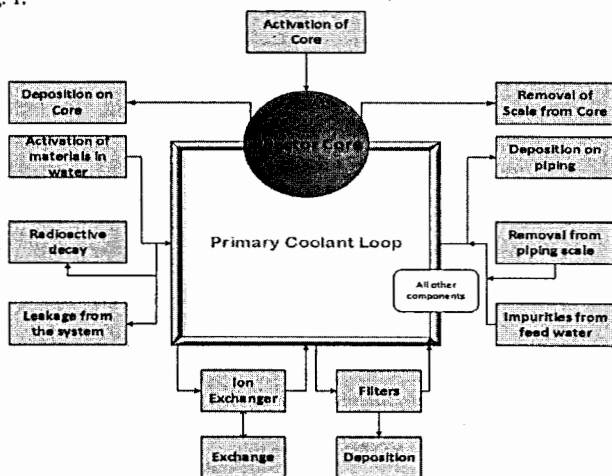 Activation of
Core
Deposition on
Core
Removal of
Scale from Core
Activation of
materials in
water
Reactor Core
Deposition on
piping
Radioactive
decay
Primary Coolant Loop
Removal from
piping scale
All other
components
Leakage from
the system
Impurities from
feed water
Ion
Exchanger
Filters
Exchange
Deposition